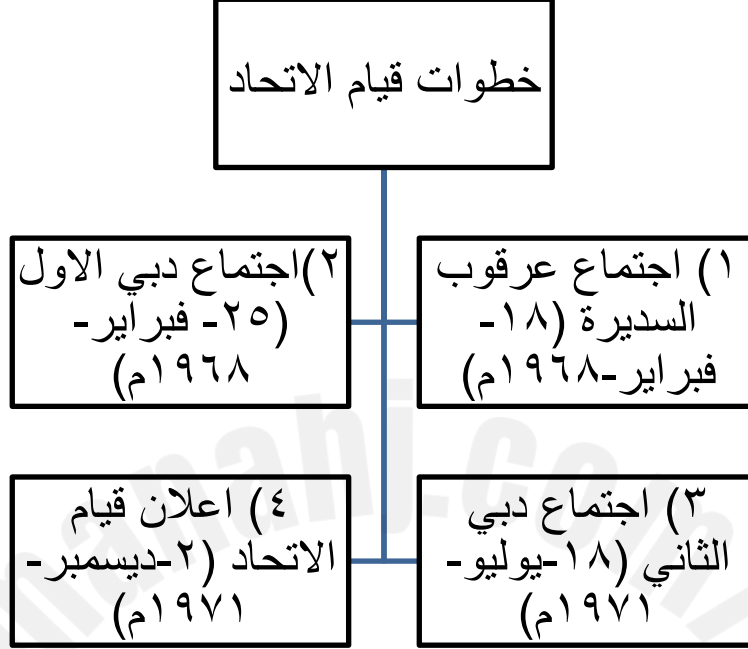 خطوات قيام الاتحاد
١) اجتماع عرقوب
السديرة (١٨-
فبراير-١٩٦٨م)
٢)اجتماع دبي الاول
(٢٥- فبراير-
١٩٦٨م)
٣) اجتماع دبي
الثاني (١٨-يوليو-
١٩٧١م)
٤) اعلان قيام
الاتحاد (٢-ديسمبر-
١٩٧١م)